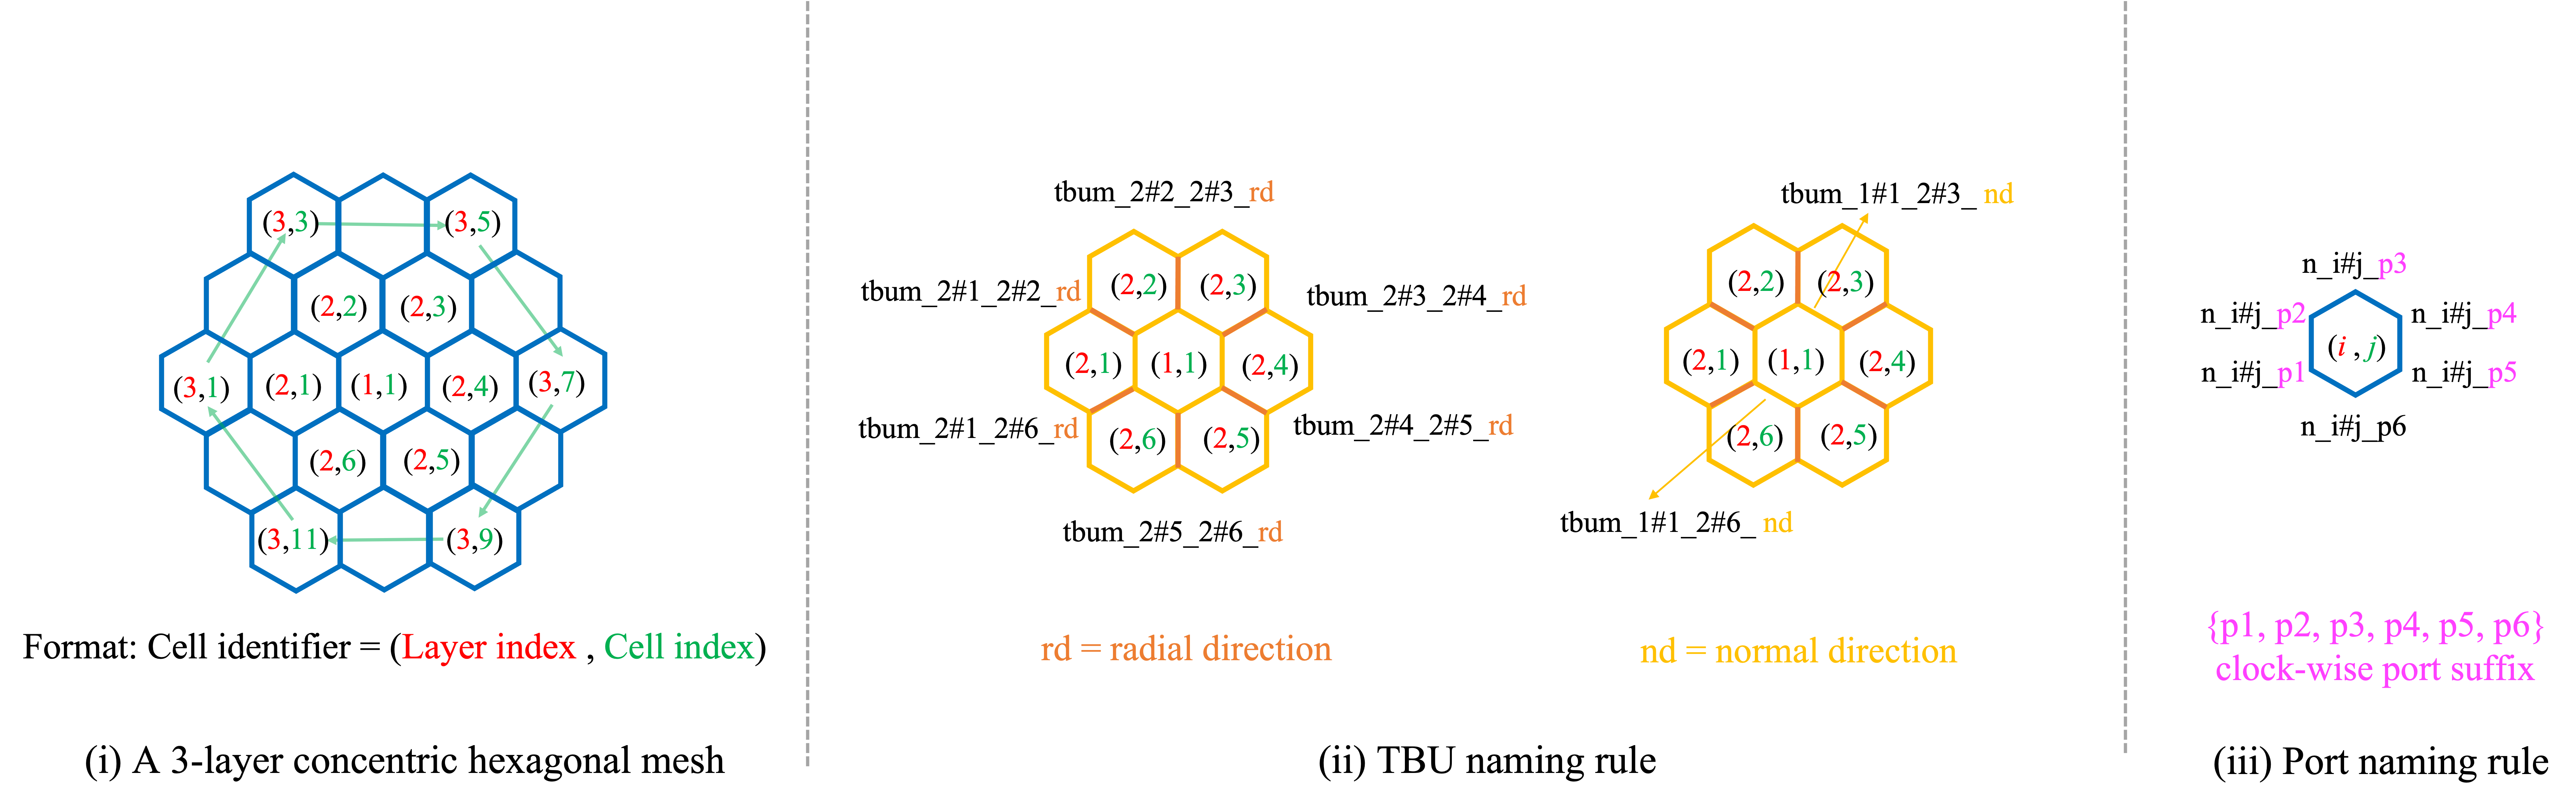 (3,3)
(3,5)
(2,2)
(2,3)
(3,1)
(2,1)
(1,1)
(2,4)
(3,7)
(2,6)
(2,5)
(3,11)
(3,9)
Format: Cell identifier = (Layer index , Cell index)
(i) A 3-layer concentric hexagonal mesh
tbum_2#2_2#3_rd
tbum_2#1_2#2_rd
(2,2)
(2,3)
tbum_2#3_2#4_rd
(2,1)
(1,1)
(2,4)
tbum_2#1_2#6_rd
(2,6)
(2,5)
tbum_2#4_2#5_rd
tbum_2#5_2#6_rd
rd = radial direction
tbum_1#1_2#3_ nd
(2,2)
(2,3)
(2,1)
(1,1)
(2,4)
(2,6)
(2,5)
tbum_1#1_2#6_ nd
nd = normal direction
(ii) TBU naming rule
n_i#j_p3
n_i#j_p2
n_i#j_p4
(i , j)
n_i#j_p1
n_i#j_p5
n_i#j_p6
{p1, p2, p3, p4, p5, p6}
clock-wise port suffix
(iii) Port naming rule